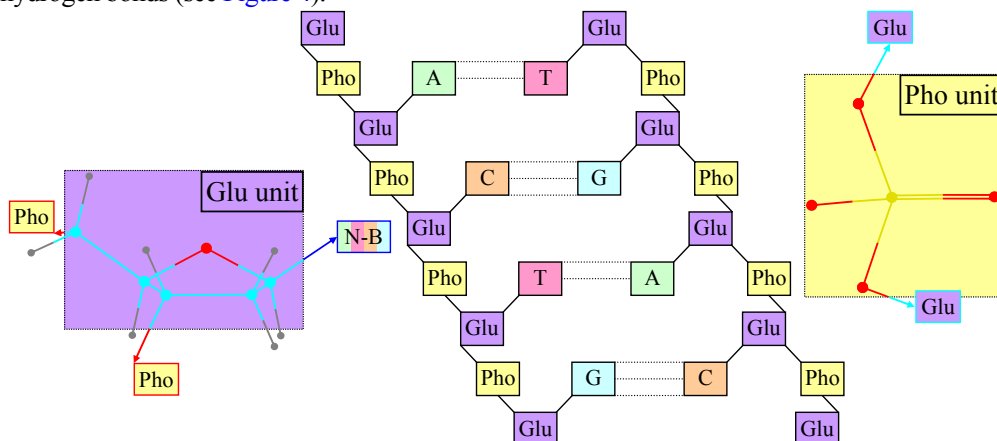 hydrogen bonds (see Figure 4).
Glu Glu Glu
Pho A T Pho Pho unit
Glu Glu
Glu unit Pho C G Pho
Pho Glu N-B Glu
Pho T A Pho
Glu Glu Glu
Pho Pho G C Pho
Glu Glu